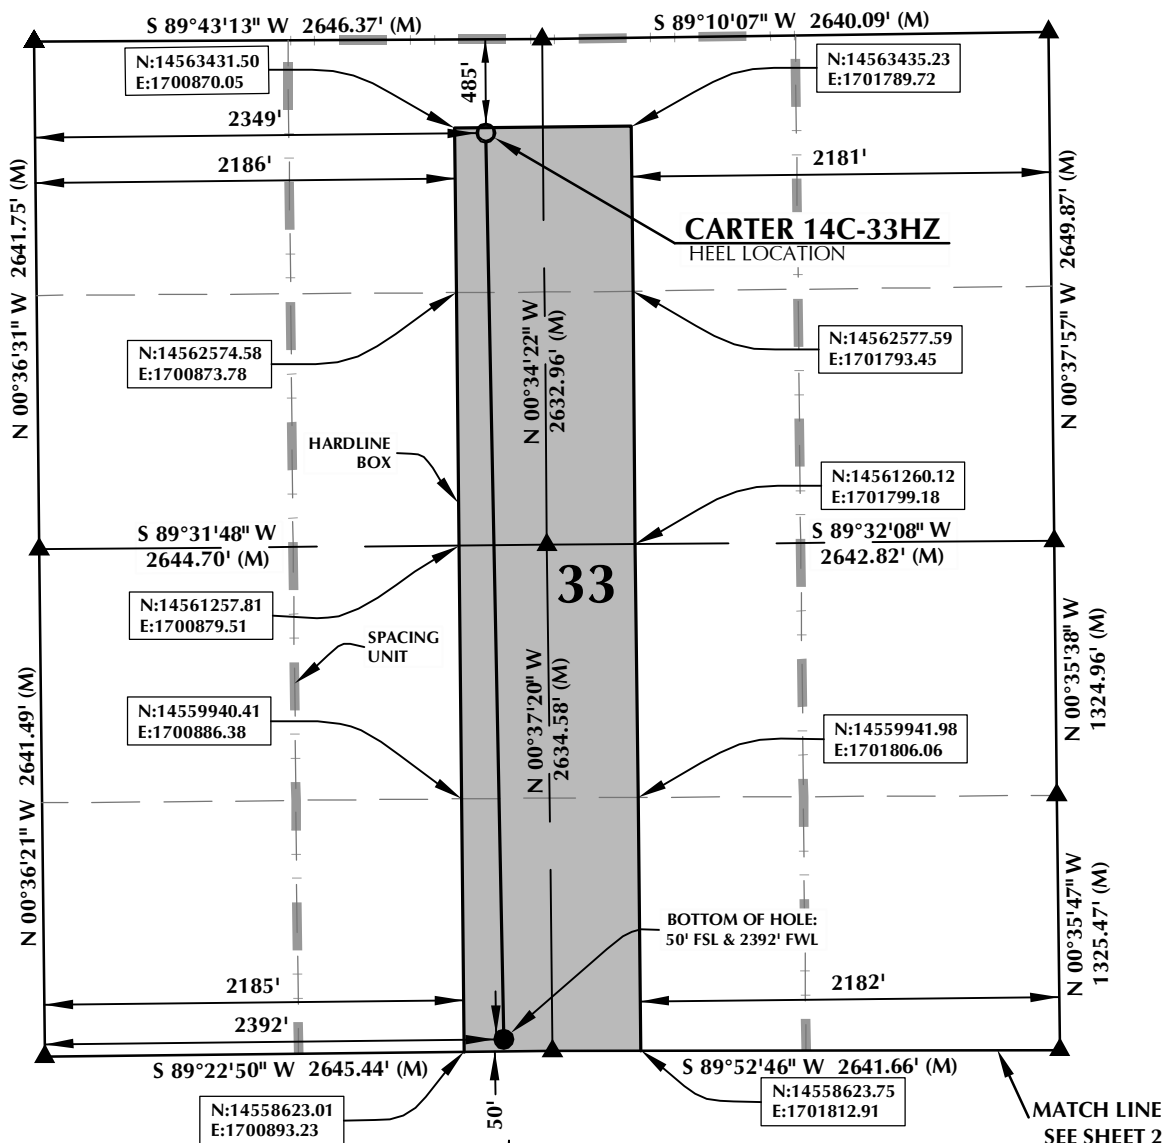 S 89°43'13" W 2646.37' (M)
S 89°10'07" W 2640.09' (M)
N:14563431.50
E:1700870.05
485'
N:14563435.23
E:1701789.72
2349'
2186'
2181'
N 00°36'31" W 2641.75' (M)
N 00°37'57" W 2649.87' (M)
CARTER 14C-33HZ
HEEL LOCATION
N 00°34'22" W
2632.96' (M)
N:14562574.58
E:1700873.78
N:14562577.59
E:1701793.45
HARDLINE
BOX
N:14561260.12
E:1701799.18
S 89°31'48" W
2644.70' (M)
S 89°32'08" W
2642.82' (M)
33
N:14561257.81
E:1700879.51
SPACING
UNIT
N 00°37'20" W
2634.58' (M)
N 00°35'38" W
1324.96' (M)
N:14559940.41
E:1700886.38
N:14559941.98
E:1701806.06
N 00°36'21" W 2641.49' (M)
N 00°35'47" W
1325.47' (M)
BOTTOM OF HOLE:
50' FSL & 2392' FWL
2185'
2182'
2392'
S 89°22'50" W 2645.44' (M)
S 89°52'46" W 2641.66' (M)
50'
N:14558623.01
E:1700893.23
N:14558623.75
E:1701812.91
MATCH LINE
SEE SHEET 2